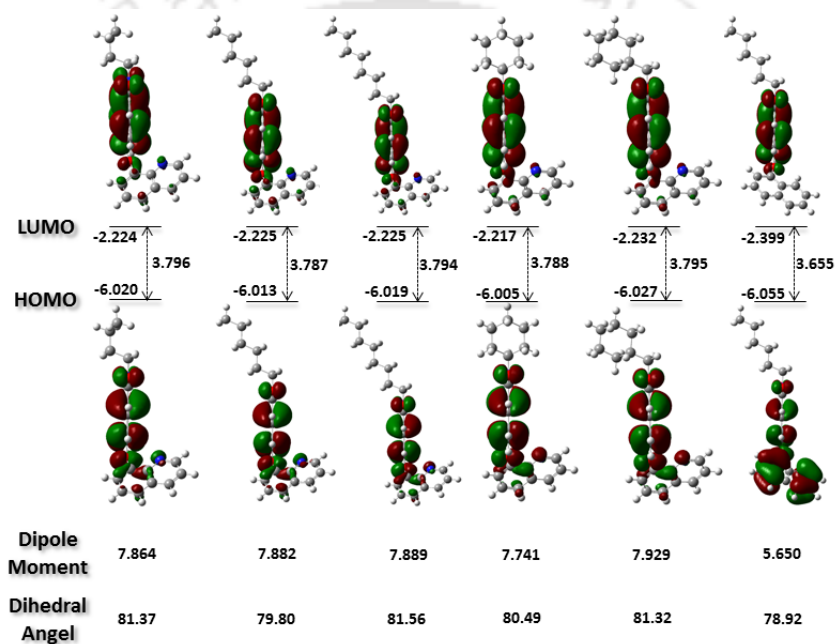 LUMO
-2.224 -2.225 -2.225 -2.217 -2.232 -2.399
3.796 3.787 3.794 3.788 3.795 3.655
HOMO
-6.020 -6.013 -6.019 -6.005 -6.027 -6.055
Dipole
Moment
7.864 7.882 7.889 7.741 7.929 5.650
Dihedral
Angel
81.37 79.80 81.56 80.49 81.32 78.92